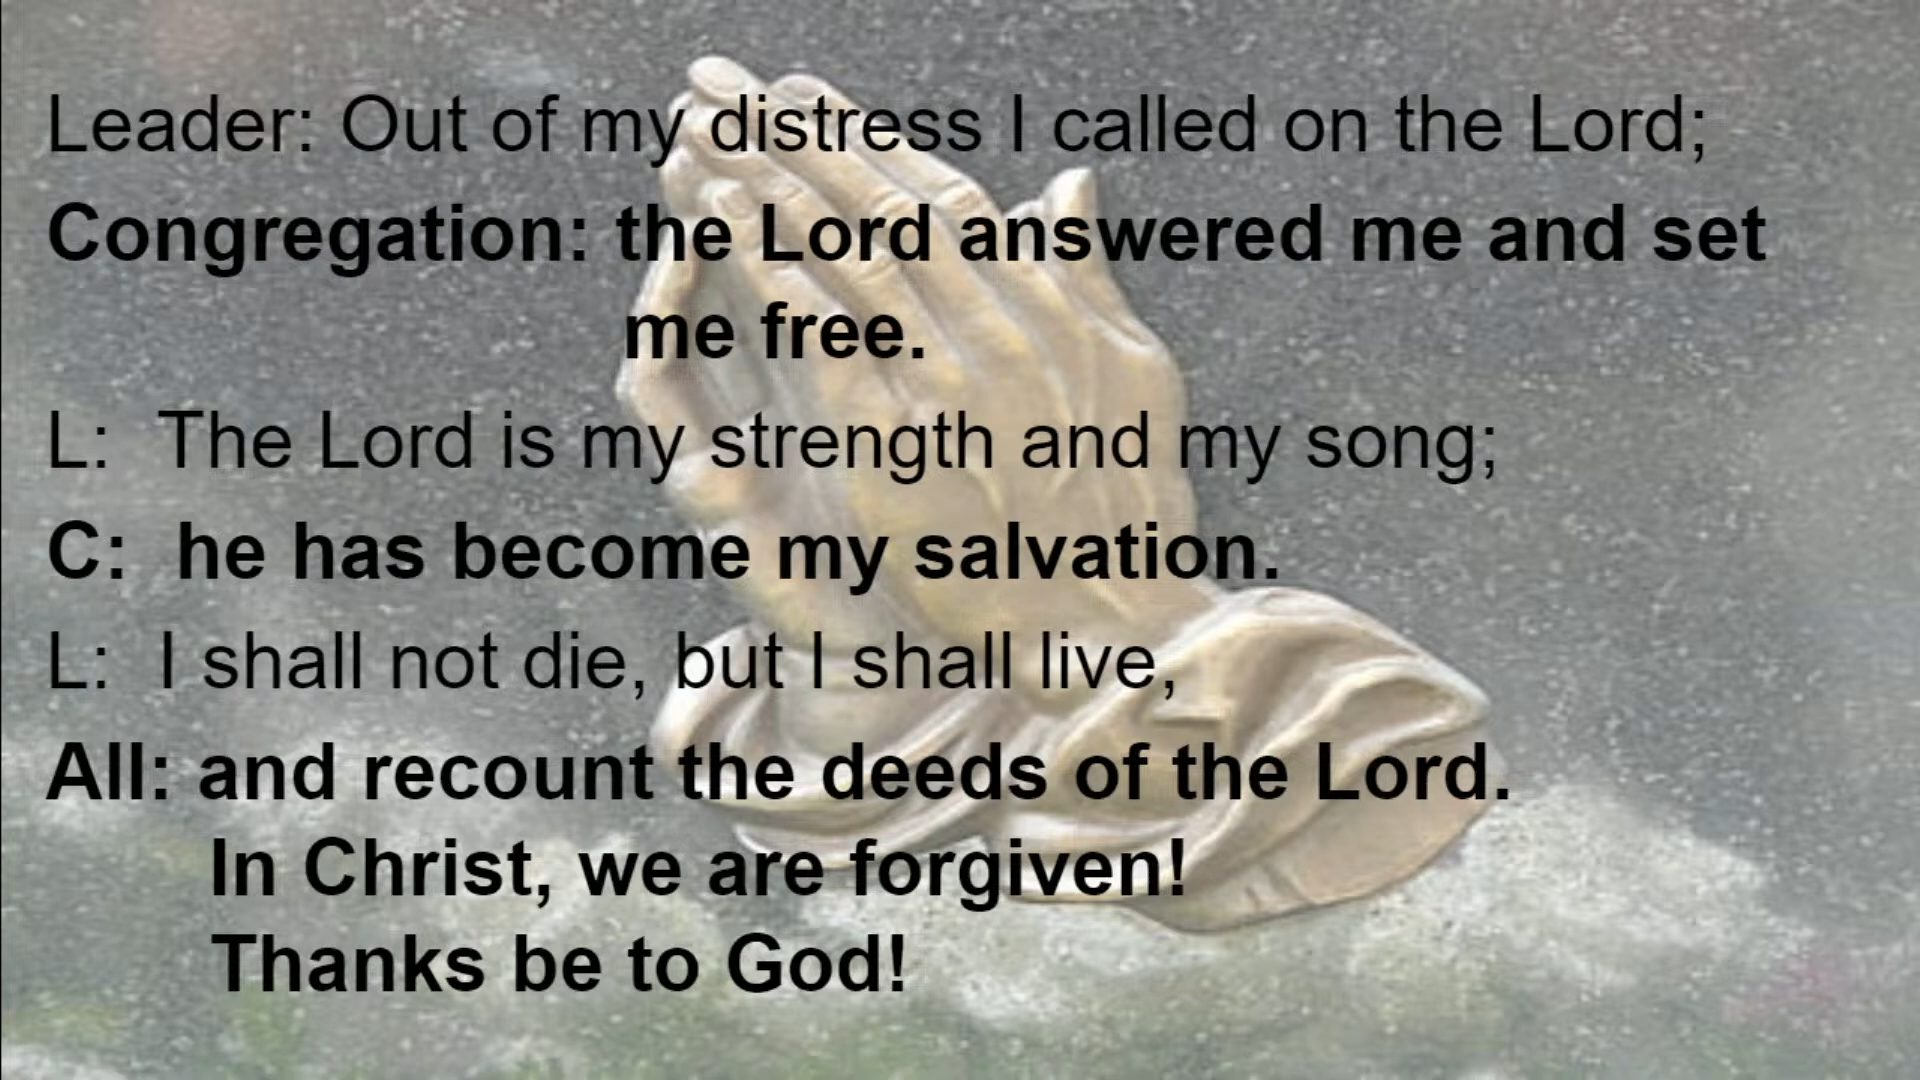 Leader: Out of my distress I called on the Lord;
Congregation: the Lord answered me and set
me free.
L: The Lord is my strength and my song;
C: he has become my salvation.
L: I shall not die, but I shall live,
All: and recount the deeds of the Lord.
In Christ, we are forgiven!
Thanks be to God!